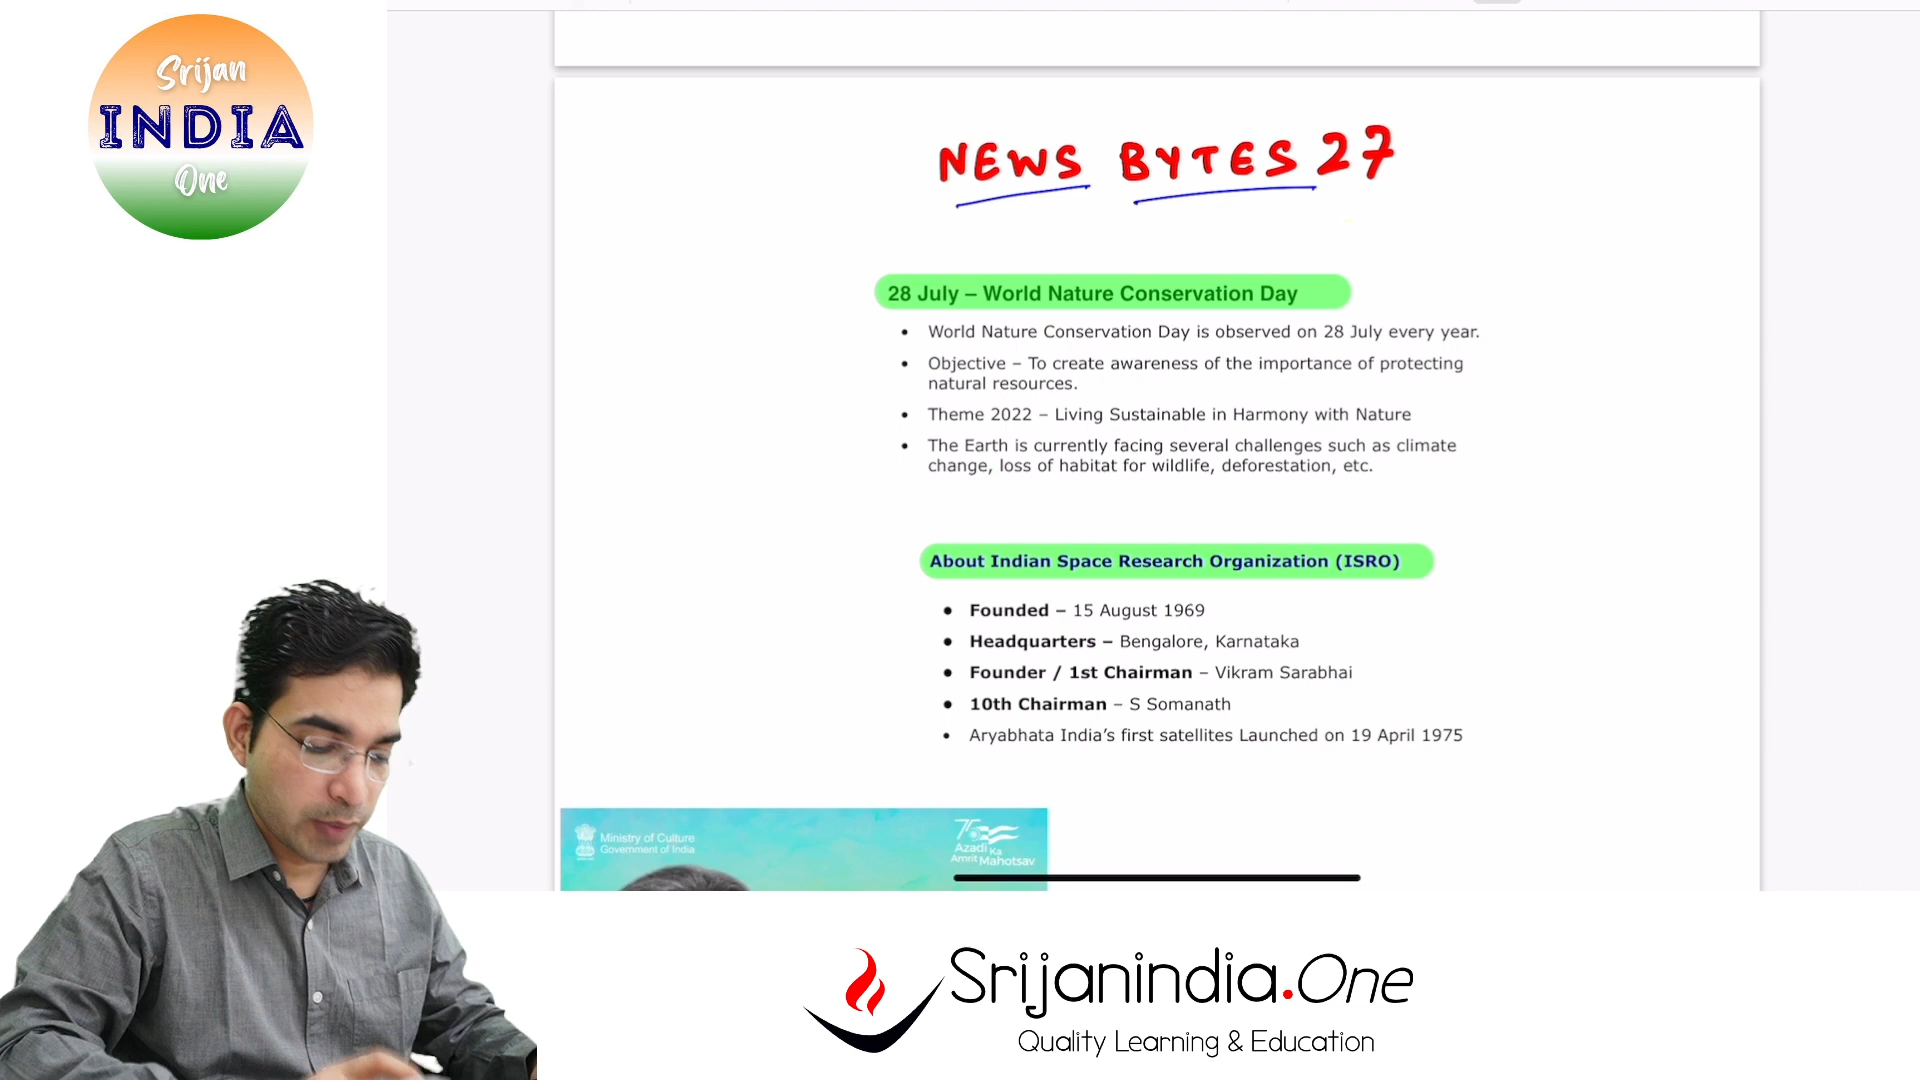 Srijan
INDIA
One
NEWS BYTES 27
28 July – World Nature Conservation Day
• World Nature Conservation Day is observed on 28 July every year.
• Objective – To create awareness of the importance of protecting
natural resources.
• Theme 2022 – Living Sustainable in Harmony with Nature
• The Earth is currently facing several challenges such as climate
change, loss of habitat for wildlife, deforestation, etc.
About Indian Space Research Organization (ISRO)
• Founded – 15 August 1969
• Headquarters – Bengalore, Karnataka
• Founder / 1st Chairman – Vikram Sarabhai
• 10th Chairman – S Somanath
• Aryabhata India's first satellites Launched on 19 April 1975
Ministry of Culture
Government of India
75
Azadi Ka
Amrit Mahotsav
Srijanindia.One
Quality Learning & Education